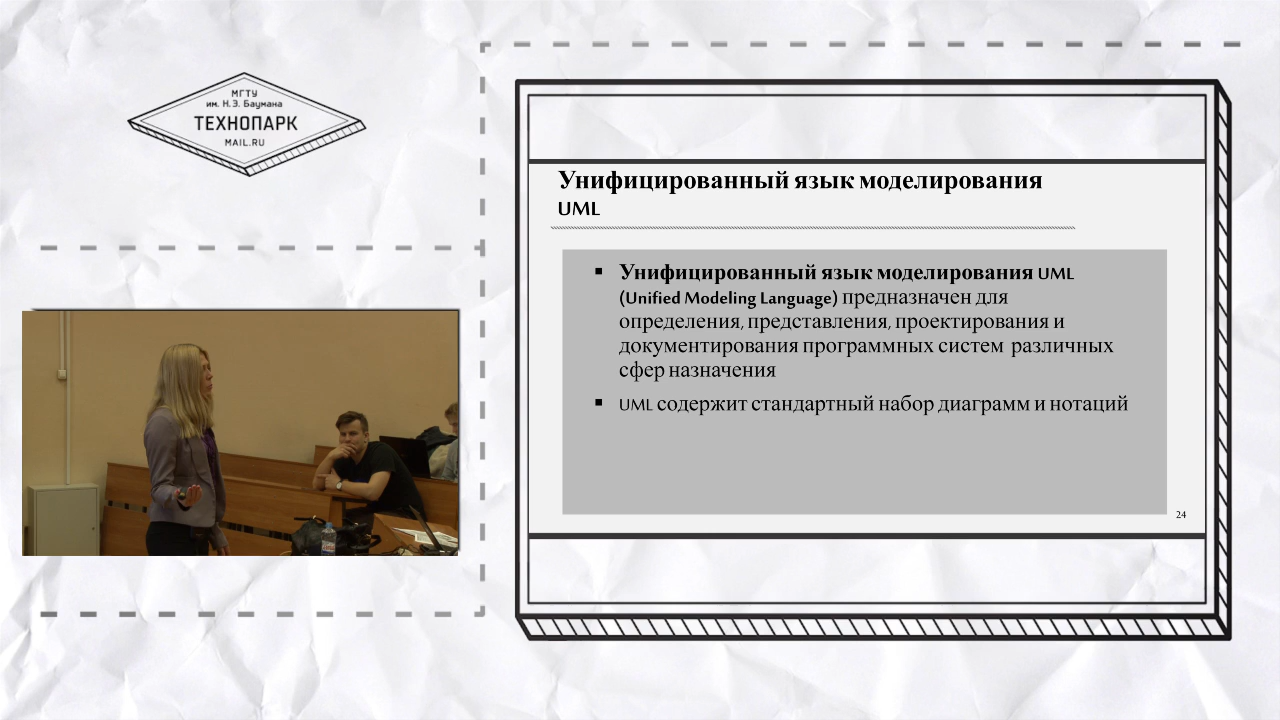 МГТУ
им. Н.Э. Баумана
ТЕХНОПАРК
MAIL.RU
Унифицированный язык моделирования
UML
▪ Унифицированный язык моделирования UML
(Unified Modeling Language) предназначен для
определения, представления, проектирования и
документирования программных систем различных
сфер назначения
▪ UML содержит стандартный набор диаграмм и нотаций
24